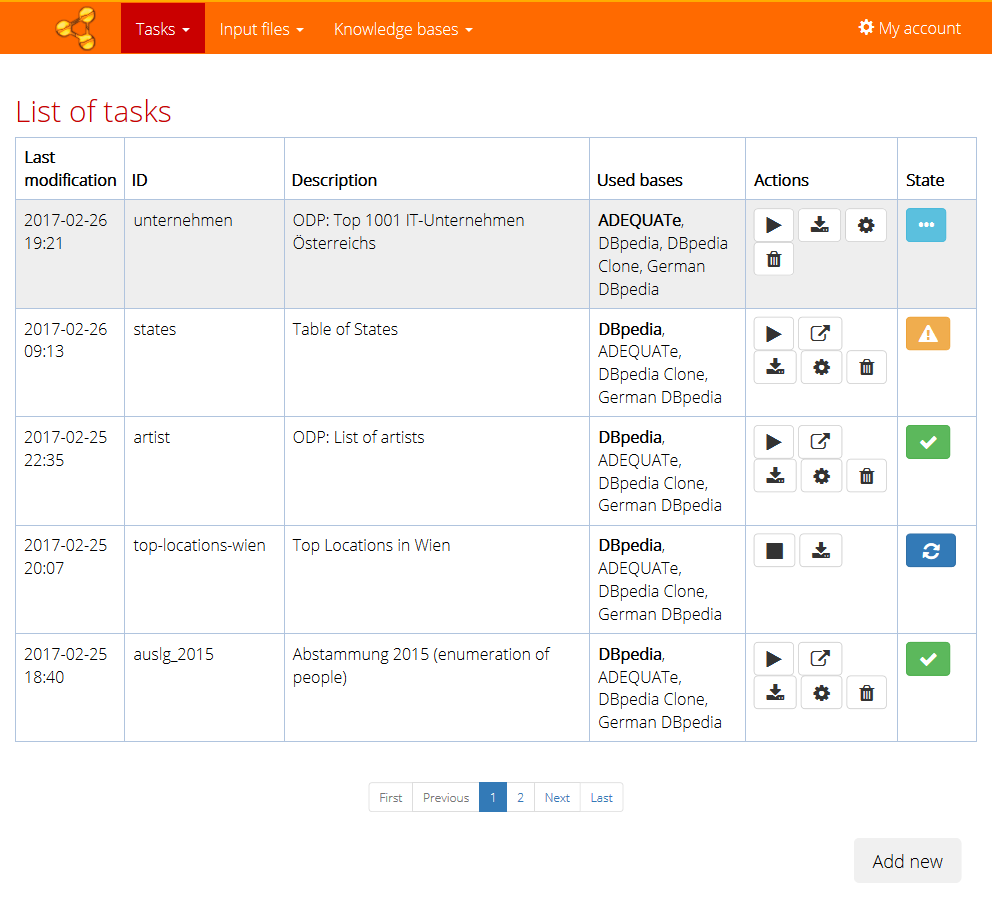 Tasks
Input files
Knowledge bases
My account
List of tasks
Last
modification
ID
Description
Used bases
Actions
State
2017-02-26
19:21
unternehmen
ODP: Top 1001 IT-Unternehmen
Österreichs
ADEQUATe,
DBpedia, DBpedia
Clone, German
DBpedia
2017-02-26
09:13
states
Table of States
DBpedia,
ADEQUATe,
DBpedia Clone,
German DBpedia
2017-02-25
22:35
artist
ODP: List of artists
DBpedia,
ADEQUATe,
DBpedia Clone,
German DBpedia
2017-02-25
20:07
top-locations-wien
Top Locations in Wien
DBpedia,
ADEQUATe,
DBpedia Clone,
German DBpedia
2017-02-25
18:40
auslg_2015
Abstammung 2015 (enumeration of
people)
DBpedia,
ADEQUATe,
DBpedia Clone,
German DBpedia
First Previous 1 2 Next Last
Add new